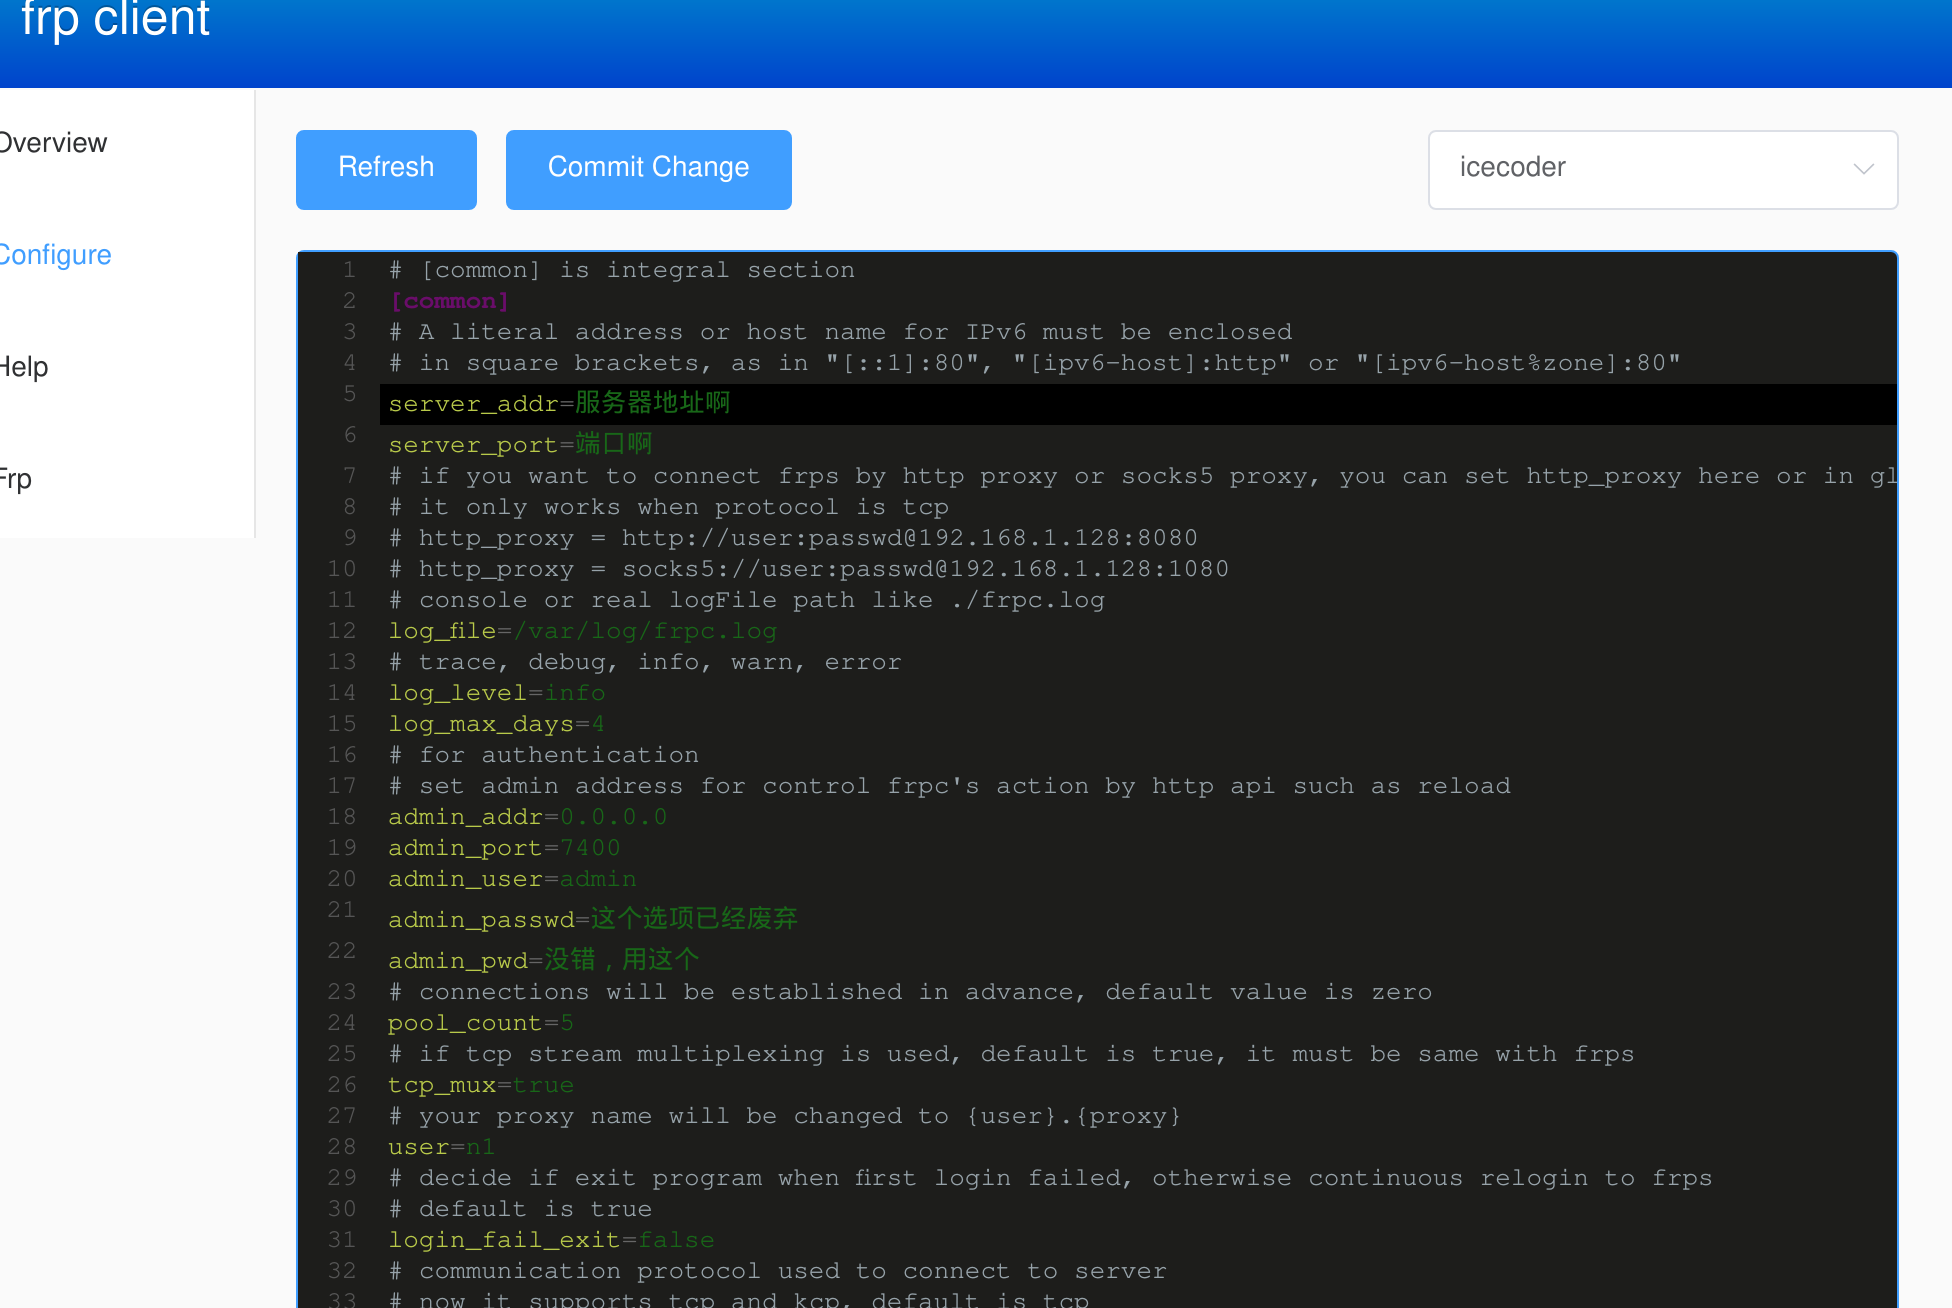 frp client
Overview
Configure
Help
Frp
Refresh
Commit Change
icecoder
1 # [common] is integral section
2 [common]
3 # A literal address or host name for IPv6 must be enclosed
4 # in square brackets, as in "[::1]:80", "[ipv6-host]:http" or "[ipv6-host%zone]:80"
5 server_addr=服务器地址啊
6 server_port=端口啊
7 # if you want to connect frps by http proxy or socks5 proxy, you can set http_proxy here or in gl
8 # it only works when protocol is tcp
9 # http_proxy = http://user:passwd@192.168.1.128:8080
10 # http_proxy = socks5://user:passwd@192.168.1.128:1080
11 # console or real logFile path like ./frpc.log
12 log_file=/var/log/frpc.log
13 # trace, debug, info, warn, error
14 log_level=info
15 log_max_days=4
16 # for authentication
17 # set admin address for control frpc's action by http api such as reload
18 admin_addr=0.0.0.0
19 admin_port=7400
20 admin_user=admin
21 admin_passwd=这个选项已经废弃
22 admin_pwd=没错，用这个
23 # connections will be established in advance, default value is zero
24 pool_count=5
25 # if tcp stream multiplexing is used, default is true, it must be same with frps
26 tcp_mux=true
27 # your proxy name will be changed to {user}.{proxy}
28 user=n1
29 # decide if exit program when first login failed, otherwise continuous relogin to frps
30 # default is true
31 login_fail_exit=false
32 # communication protocol used to connect to server
33 # now it supports tcp and kcp, default is tcp